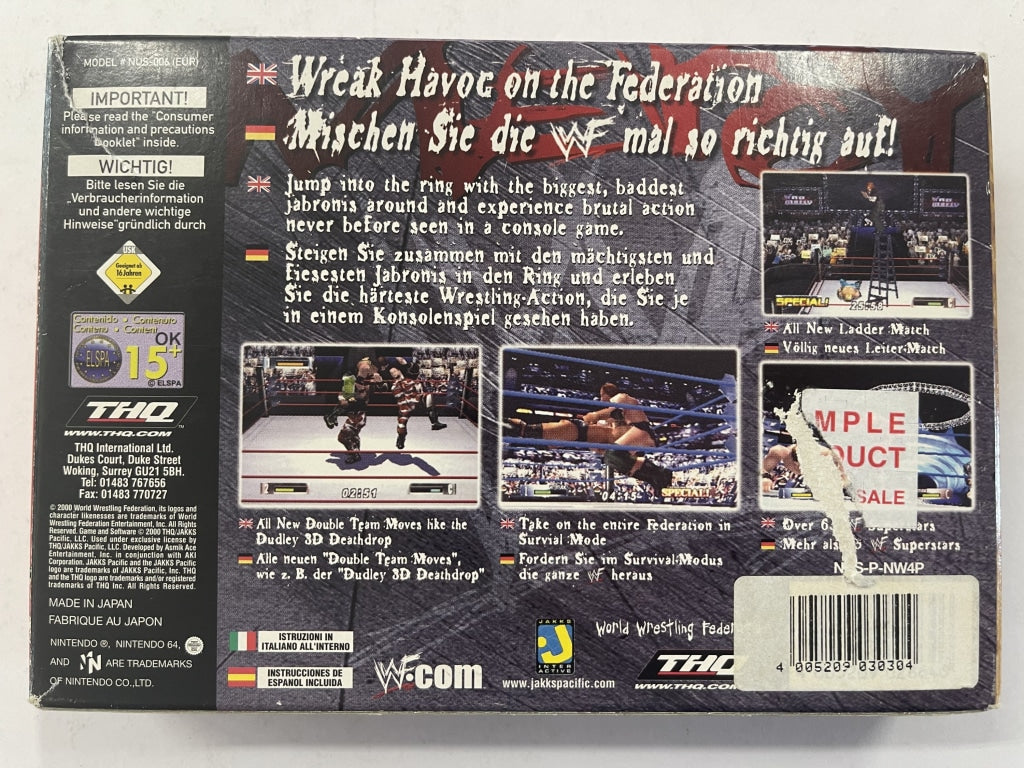 MODEL # NUS-006 (EUR)
IMPORTANT!
Please read the "Consumer
information and precautions
booklet" inside.
WICHTIG!
Bitte lesen Sie die
„Verbraucherinformation
und andere wichtige
Hinweise"gründlich durch
USK
Geeignet ab
16 Jahren
Contenido • Contenuto
Contenu • Content
ELSPA
OK
15+
© ELSPA
THQ™
WWW.THQ.COM
THQ International Ltd.
Dukes Court, Duke Street
Woking, Surrey GU21 5BH.
Tel: 01483 767656
Fax: 01483 770727
© 2000 World Wrestling Federation, its logos and
character likenesses are trademarks of World
Wrestling Federation Entertainment, Inc. All Rights
Reserved. Game and Software © 2000 THQ/JAKKS
Pacific, LLC. Used under exclusive license by
THQ/JAKKS Pacific, LLC. Developed by Asmik Ace
Entertainment, Inc. in conjunction with AKI
Corporation. JAKKS Pacific and the JAKKS Pacific
logo are trademarks of JAKKS Pacific, Inc. THQ
and the THQ logo are trademarks and/or registered
trademarks of THQ Inc. All Rights Reserved.
MADE IN JAPAN
FABRIQUE AU JAPON
NINTENDO ®, NINTENDO 64,
AND N ARE TRADEMARKS
OF NINTENDO CO.,LTD.
Wreak Havoc on the Federation
Mischen Sie die WF mal so richtig auf!
Jump into the ring with the biggest, baddest
jabronis around and experience brutal action
never before seen in a console game.
Steigen Sie zusammen mit den mächtigsten und
fiesesten Jabronis in den Ring und erleben
Sie die härteste Wrestling-Action, die Sie je
in einem Konsolenspiel gesehen haben.
SPECIAL!
All New Ladder Match
Völlig neues Leiter-Match
02:51
04:15
SPECIAL!
MPLE
DUCT
SALE
All New Double Team Moves like the
Dudley 3D Deathdrop
Alle neuen "Double Team Moves",
wie z. B. der "Dudley 3D Deathdrop"
Take on the entire Federation in
Survial Mode
Fordern Sie im Survival-Modus
die ganze WF heraus
Over 6 WF Superstars
Mehr als WF Superstars
NUS-P-NW4P
ISTRUZIONI IN
ITALIANO ALL'INTERNO
INSTRUCCIONES DE
ESPANOL INCLUIDA
WF.com
JAKKS
INTER
ACTIVE
www.jakkspacific.com
World Wrestling Feder
THQ
WWW.THQ.COM
4 005209 030304